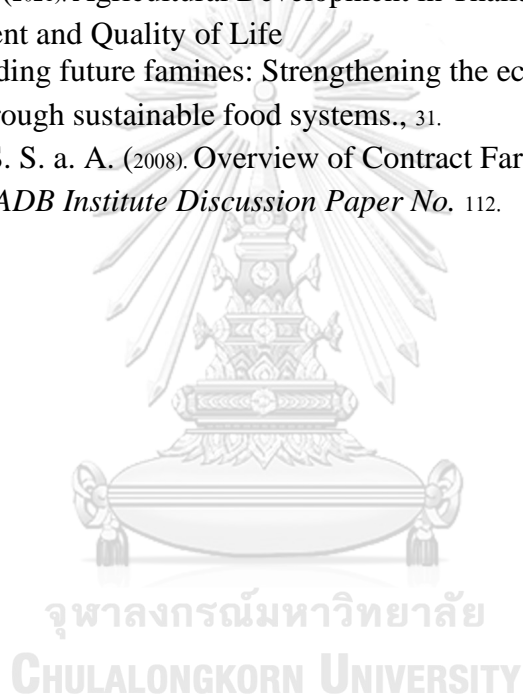 Agricultural Development in Thail
ent and Quality of Life
ding future famines: Strengthening the ec
rough sustainable food systems., 31.
S. S. a. A. (2008). Overview of Contract Far
ADB Institute Discussion Paper No. 112.
จุฬาลงกรณ์มหาวิทยาลัย
CHULALONGKORN UNIVERSITY